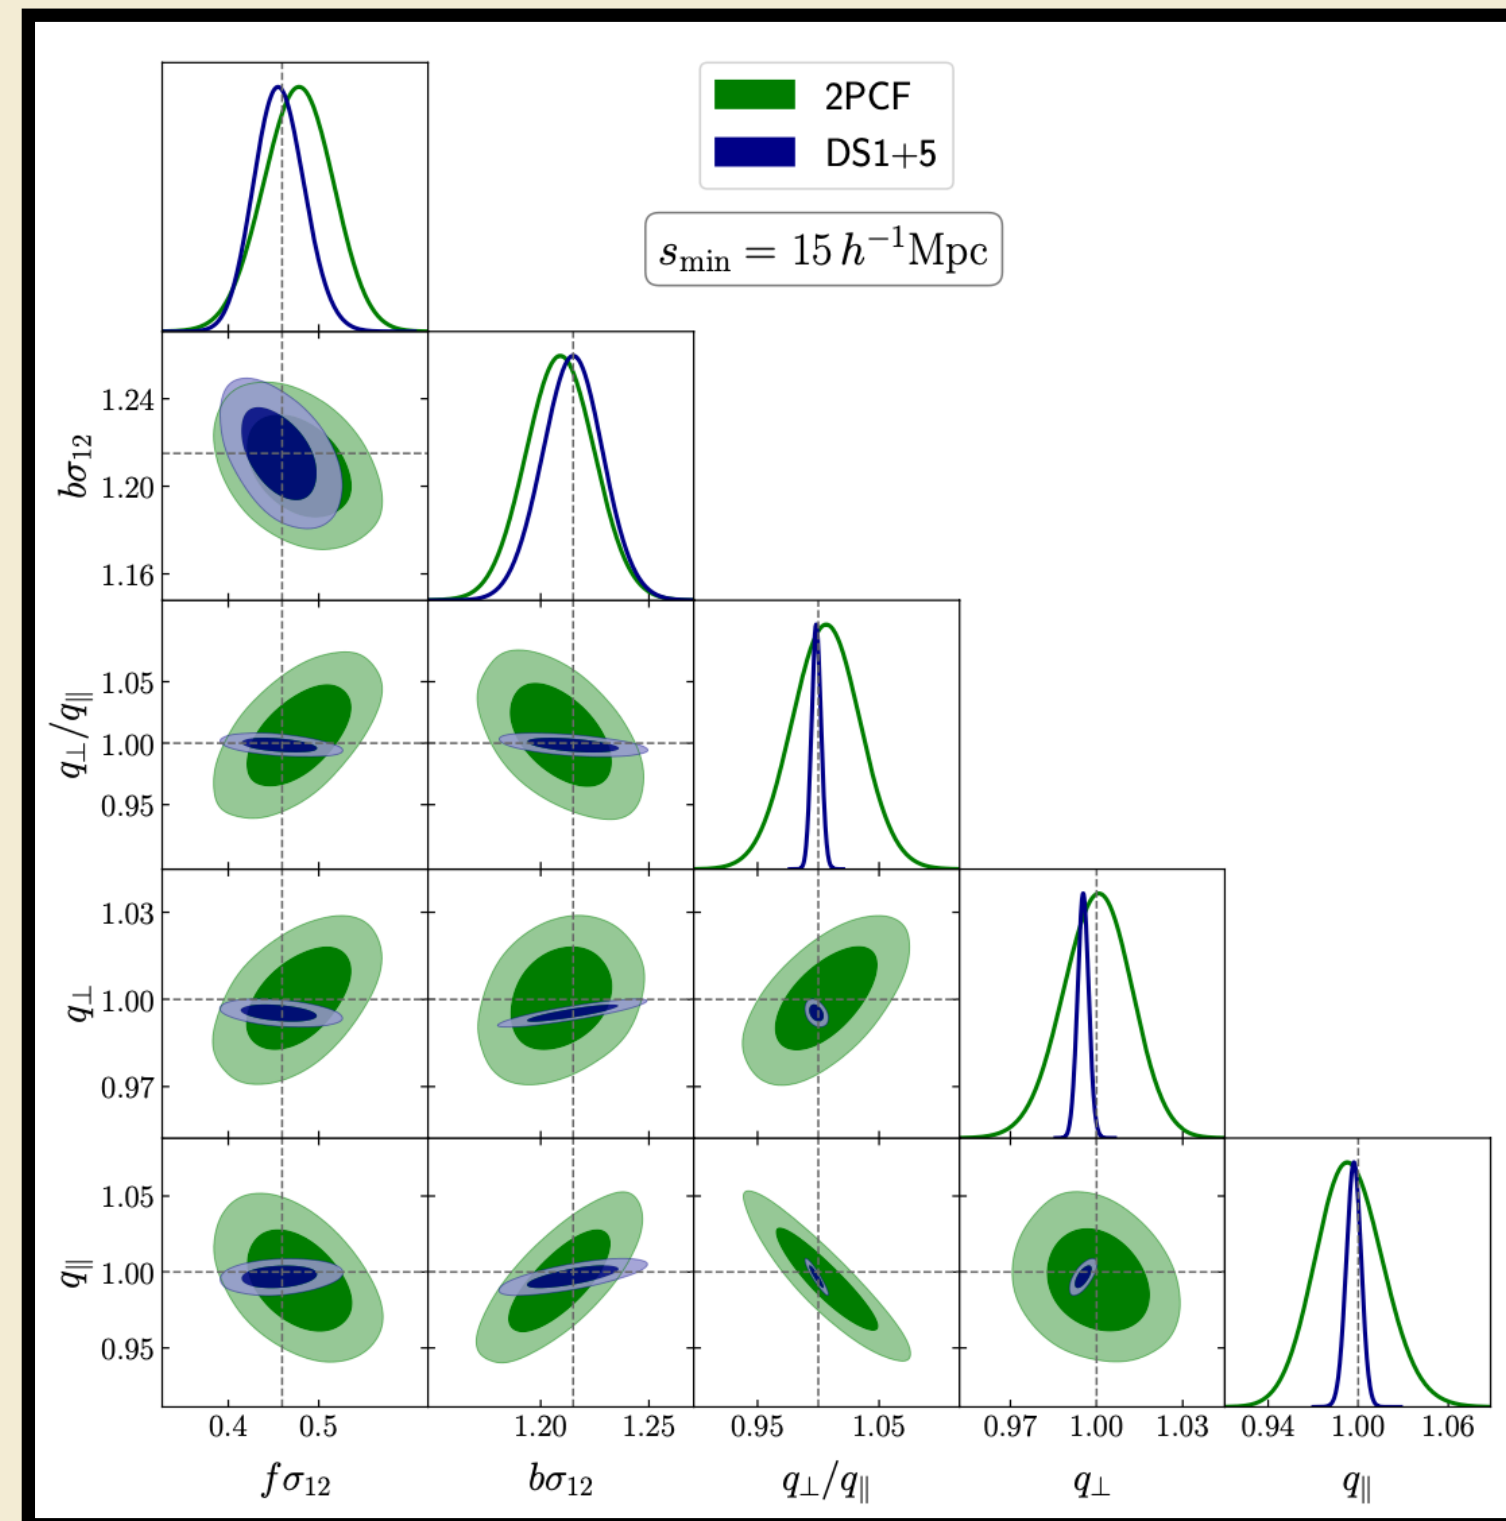 2PCF
DS1+5
s_min = 15 h⁻¹Mpc
bσ₁₂
1.24
1.20
1.16
q⊥/q∥
1.05
1.00
0.95
q⊥
1.03
1.00
0.97
q∥
1.05
1.00
0.95
0.4 0.5 1.20 1.25 0.95 1.05 0.97 1.00 1.03 0.94 1.00 1.06
fσ₁₂ bσ₁₂ q⊥/q∥ q⊥ q∥